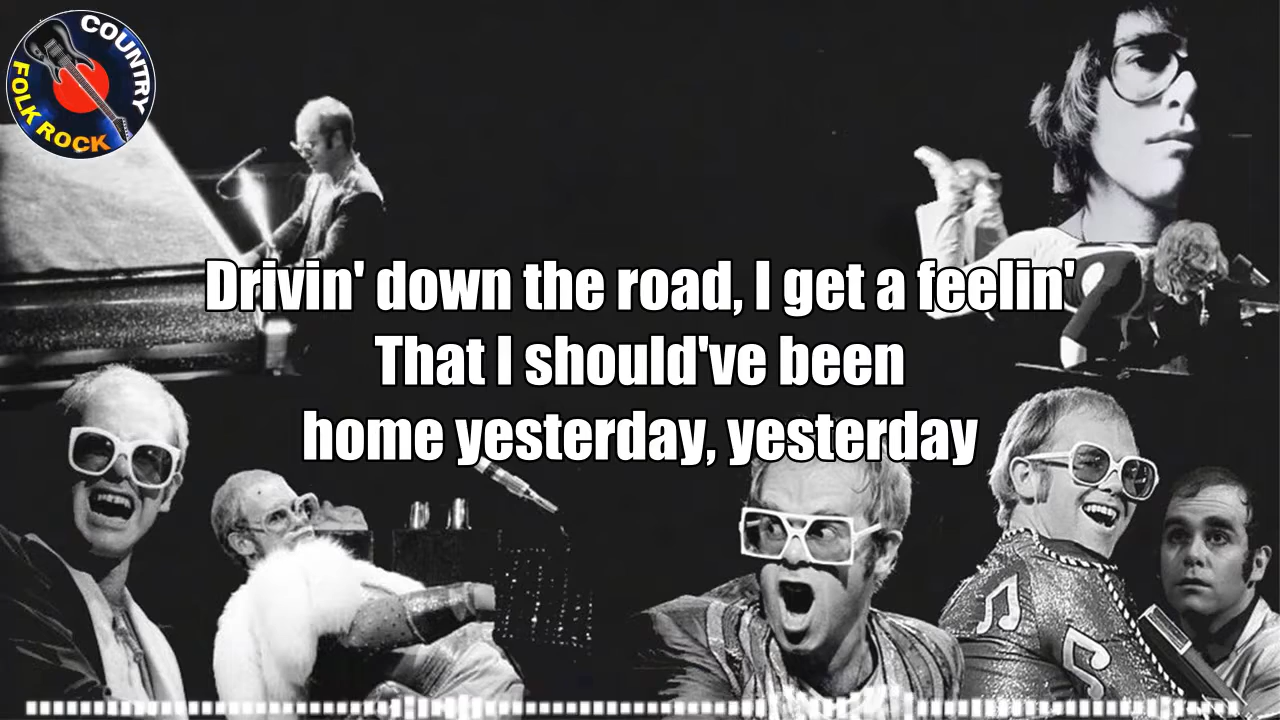 COUNTRY
FOLK ROCK
Drivin' down the road, I get a feelin'
That I should've been
home yesterday, yesterday